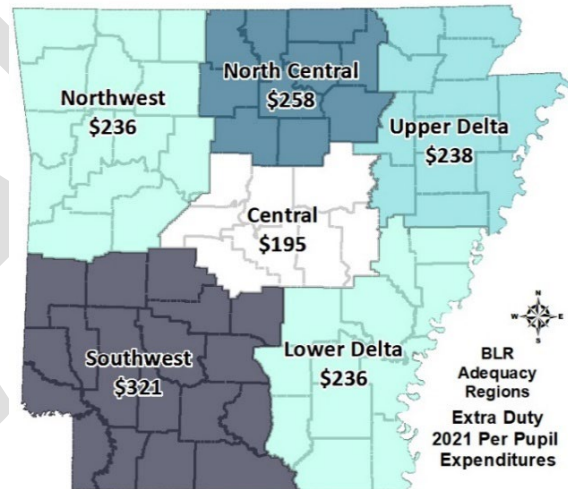 North Central
$258
Northwest
$236
Upper Delta
$238
Central
$195
Southwest
$321
Lower Delta
$236
N
W
E
S
BLR
Adequacy
Regions
Extra Duty
2021 Per Pupil
Expenditures